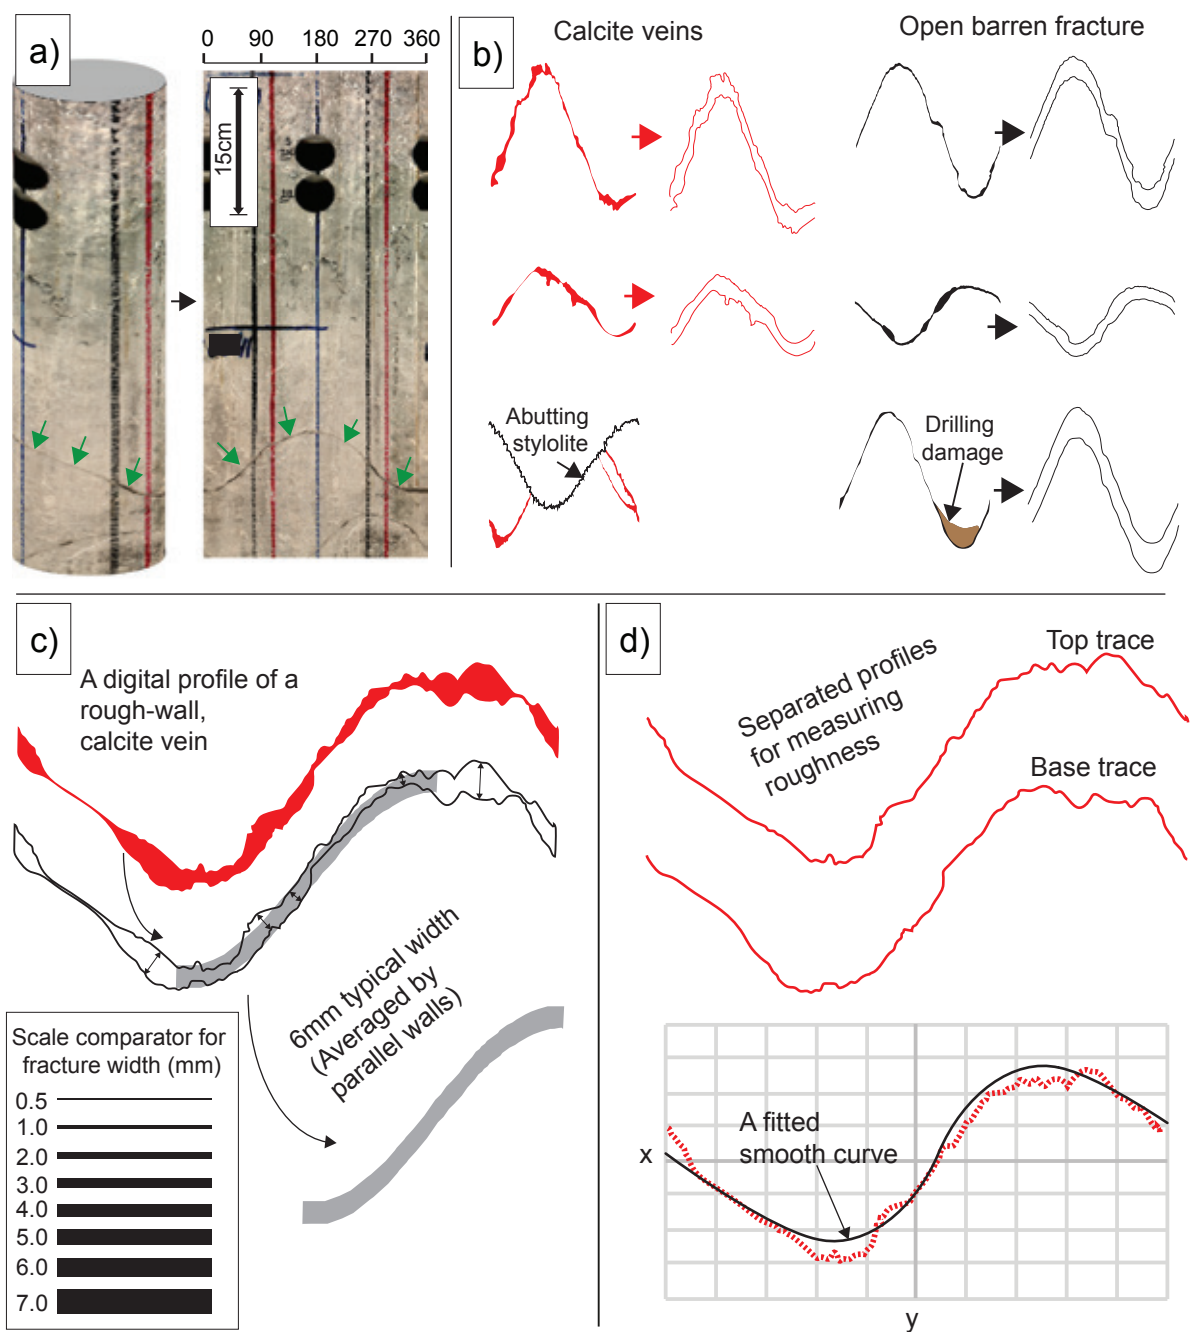 a)
0 90 180 270 360
15cm
b)
Calcite veins
Open barren fracture
Abutting
stylolite
Drilling
damage
c)
A digital profile of a
rough-wall,
calcite vein
6mm typical width
(Averaged by
parallel walls)
Scale comparator for
fracture width (mm)
0.5
1.0
2.0
3.0
4.0
5.0
6.0
7.0
d)
Top trace
Separated profiles
for measuring
roughness
Base trace
A fitted
smooth curve
x
y